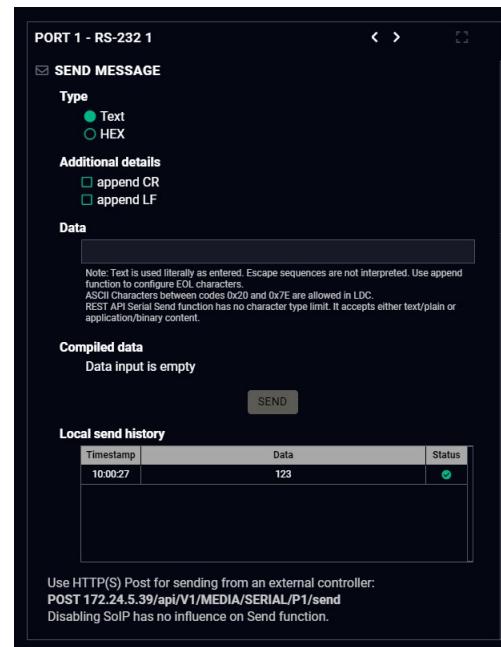 PORT 1 - RS-232 1
SEND MESSAGE
Type
Text
HEX
Additional details
append CR
append LF
Data
Note: Text is used literally as entered. Escape sequences are not interpreted. Use append
function to configure EOL characters.
ASCII Characters between codes 0x20 and 0x7E are allowed in LDC.
REST API Serial Send function has no character type limit. It accepts either text/plain or
application/binary content.
Compiled data
Data input is empty
SEND
Local send history
Timestamp Data Status
10:00:27 123
Use HTTP(S) Post for sending from an external controller:
POST 172.24.5.39/api/V1/MEDIA/SERIAL/P1/send
Disabling SoIP has no influence on Send function.